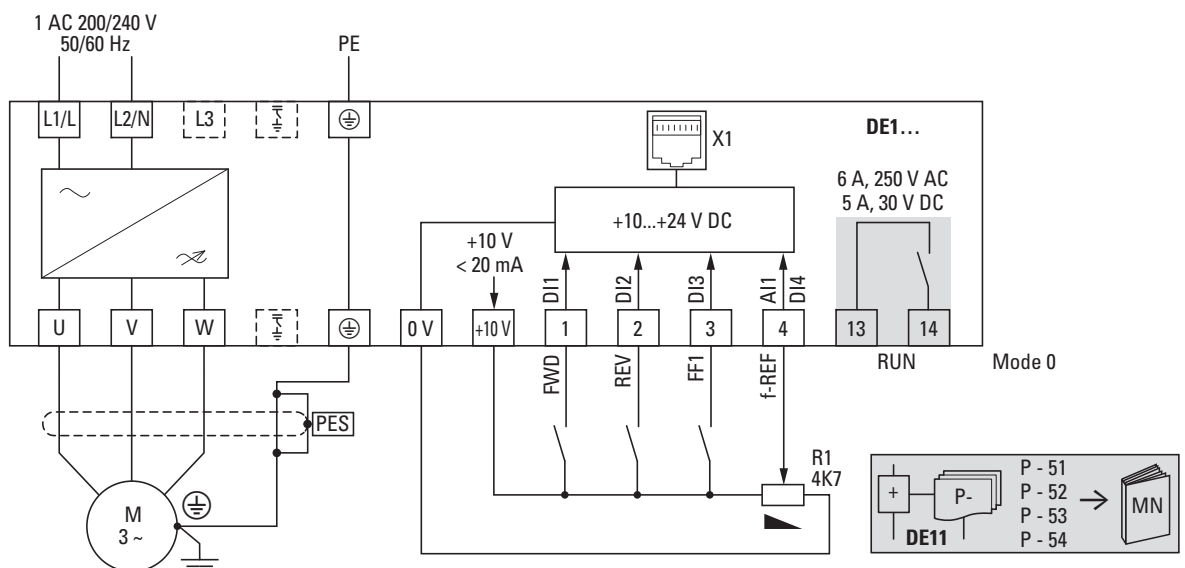 1 AC 200/240 V
50/60 Hz
PE
L1/L
L2/N
L3
X1
DE1...
6 A, 250 V AC
5 A, 30 V DC
+10...+24 V DC
+10 V
< 20 mA
DI1
DI2
DI3
AI1
DI4
U
V
W
0 V
+10 V
1
2
3
4
13
14
FWD
REV
FF1
f-REF
RUN
Mode 0
PES
R1
4K7
M
3 ~
+
P-
DE11
P - 51
P - 52
P - 53
P - 54
MN